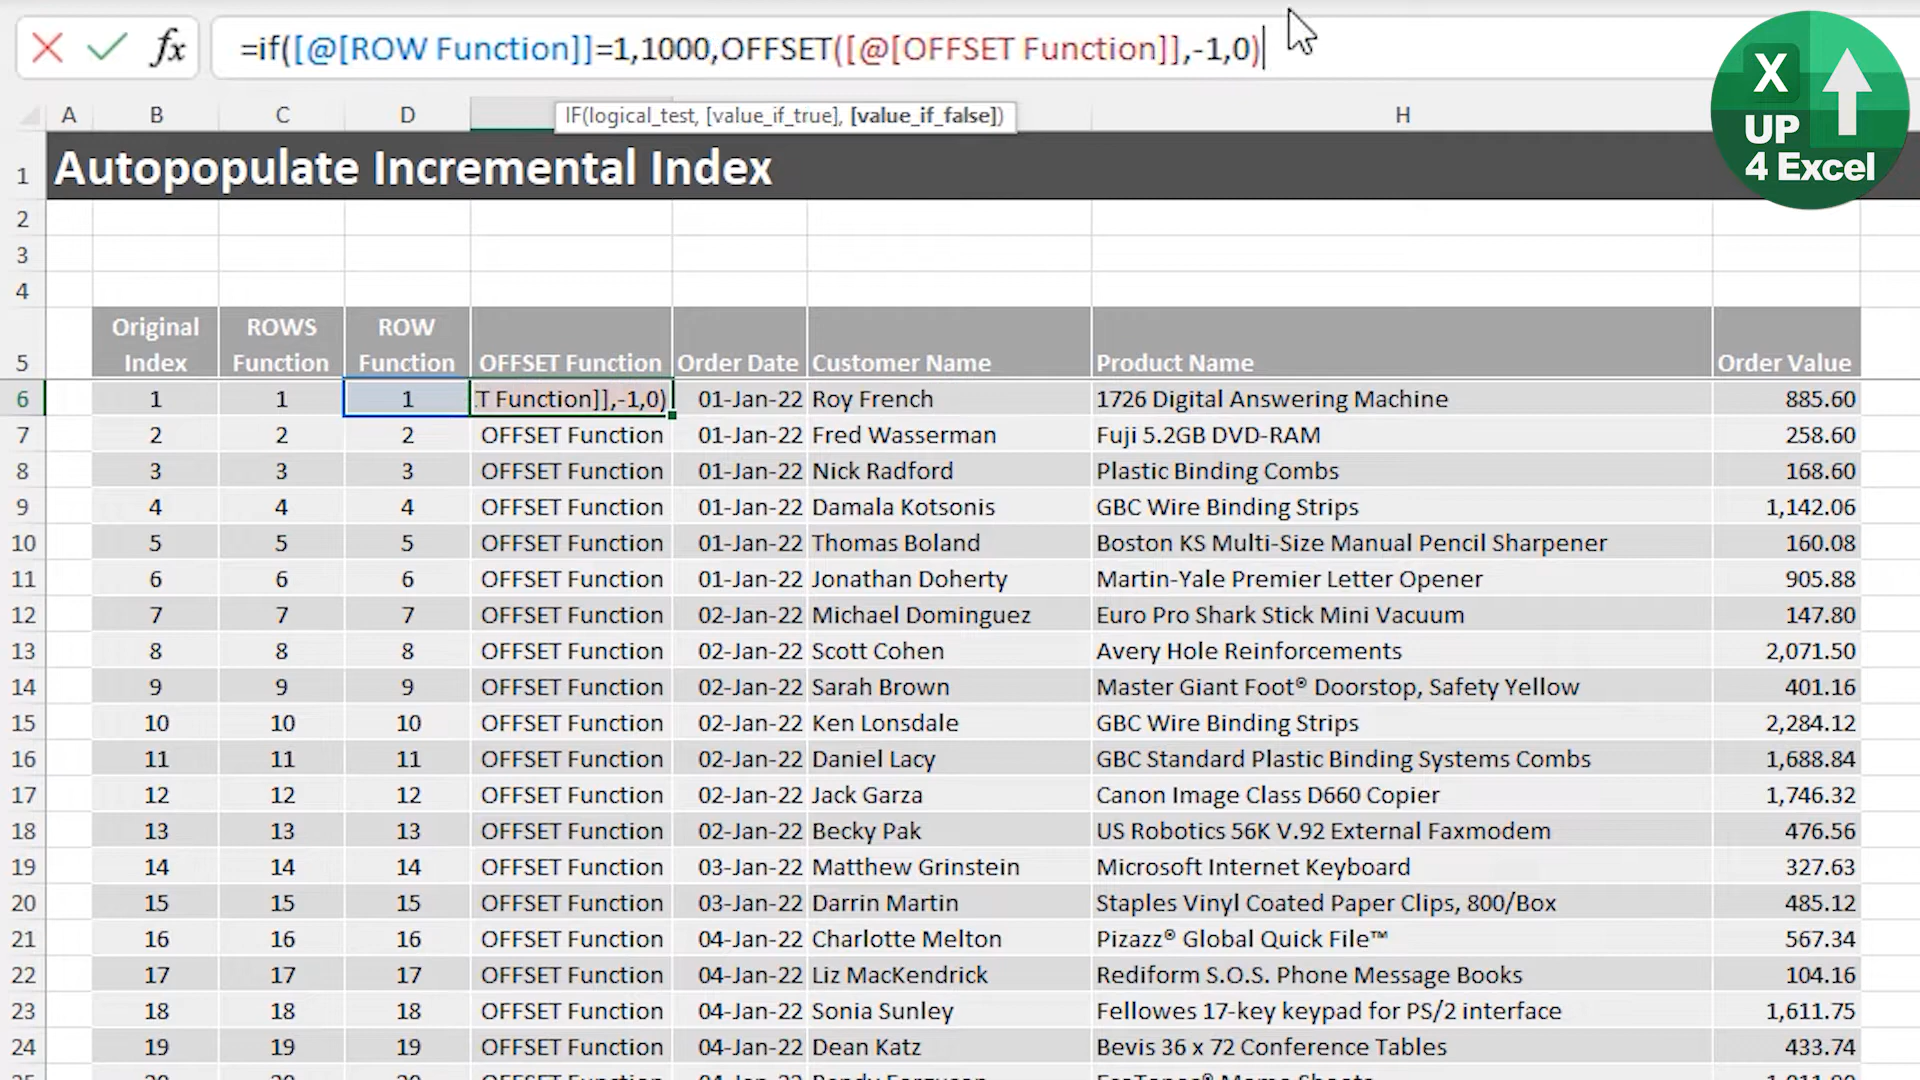 fx =if([@[ROW Function]]=1,1000,OFFSET([@[OFFSET Function]],-1,0)
X
UP
4 Excel
A B C D H
IF(logical_test, [value_if_true], [value_if_false])
1 Autopopulate Incremental Index
2
3
4
5 Original Index ROWS Function ROW Function OFFSET Function Order Date Customer Name Product Name Order Value
6 1 1 1 T Function]],-1,0) 01-Jan-22 Roy French 1726 Digital Answering Machine 885.60
7 2 2 2 OFFSET Function 01-Jan-22 Fred Wasserman Fuji 5.2GB DVD-RAM 258.60
8 3 3 3 OFFSET Function 01-Jan-22 Nick Radford Plastic Binding Combs 168.60
9 4 4 4 OFFSET Function 01-Jan-22 Damala Kotsonis GBC Wire Binding Strips 1,142.06
10 5 5 5 OFFSET Function 01-Jan-22 Thomas Boland Boston KS Multi-Size Manual Pencil Sharpener 160.08
11 6 6 6 OFFSET Function 01-Jan-22 Jonathan Doherty Martin-Yale Premier Letter Opener 905.88
12 7 7 7 OFFSET Function 02-Jan-22 Michael Dominguez Euro Pro Shark Stick Mini Vacuum 147.80
13 8 8 8 OFFSET Function 02-Jan-22 Scott Cohen Avery Hole Reinforcements 2,071.50
14 9 9 9 OFFSET Function 02-Jan-22 Sarah Brown Master Giant Foot® Doorstop, Safety Yellow 401.16
15 10 10 10 OFFSET Function 02-Jan-22 Ken Lonsdale GBC Wire Binding Strips 2,284.12
16 11 11 11 OFFSET Function 02-Jan-22 Daniel Lacy GBC Standard Plastic Binding Systems Combs 1,688.84
17 12 12 12 OFFSET Function 02-Jan-22 Jack Garza Canon Image Class D660 Copier 1,746.32
18 13 13 13 OFFSET Function 02-Jan-22 Becky Pak US Robotics 56K V.92 External Faxmodem 476.56
19 14 14 14 OFFSET Function 03-Jan-22 Matthew Grinstein Microsoft Internet Keyboard 327.63
20 15 15 15 OFFSET Function 03-Jan-22 Darrin Martin Staples Vinyl Coated Paper Clips, 800/Box 485.12
21 16 16 16 OFFSET Function 04-Jan-22 Charlotte Melton Pizazz® Global Quick File™ 567.34
22 17 17 17 OFFSET Function 04-Jan-22 Liz MacKendrick Rediform S.O.S. Phone Message Books 104.16
23 18 18 18 OFFSET Function 04-Jan-22 Sonia Sunley Fellowes 17-key keypad for PS/2 interface 1,611.75
24 19 19 19 OFFSET Function 04-Jan-22 Dean Katz Bevis 36 x 72 Conference Tables 433.74